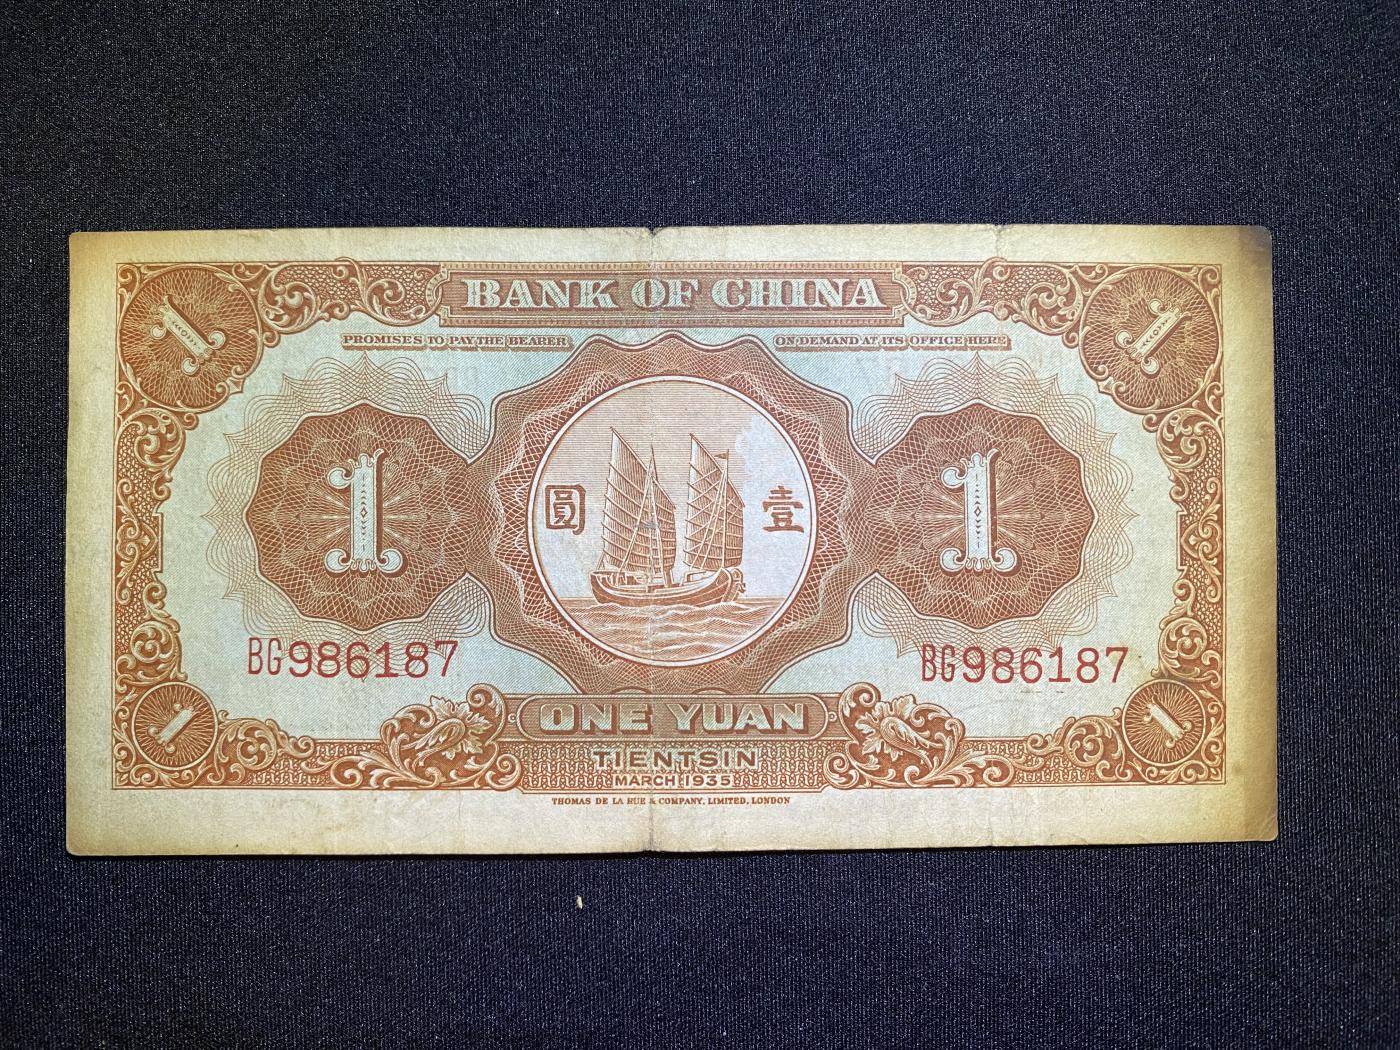 1 BANK OF CHINA 1
PROMISES TO PAY THE BEARER ON DEMAND AT ITS OFFICE HERE
1 圓 壹 1
BG986187 BG986187
1 ONE YUAN 1
TIENTSIN
MARCH 1935
THOMAS DE LA RUE & COMPANY, LIMITED, LONDON